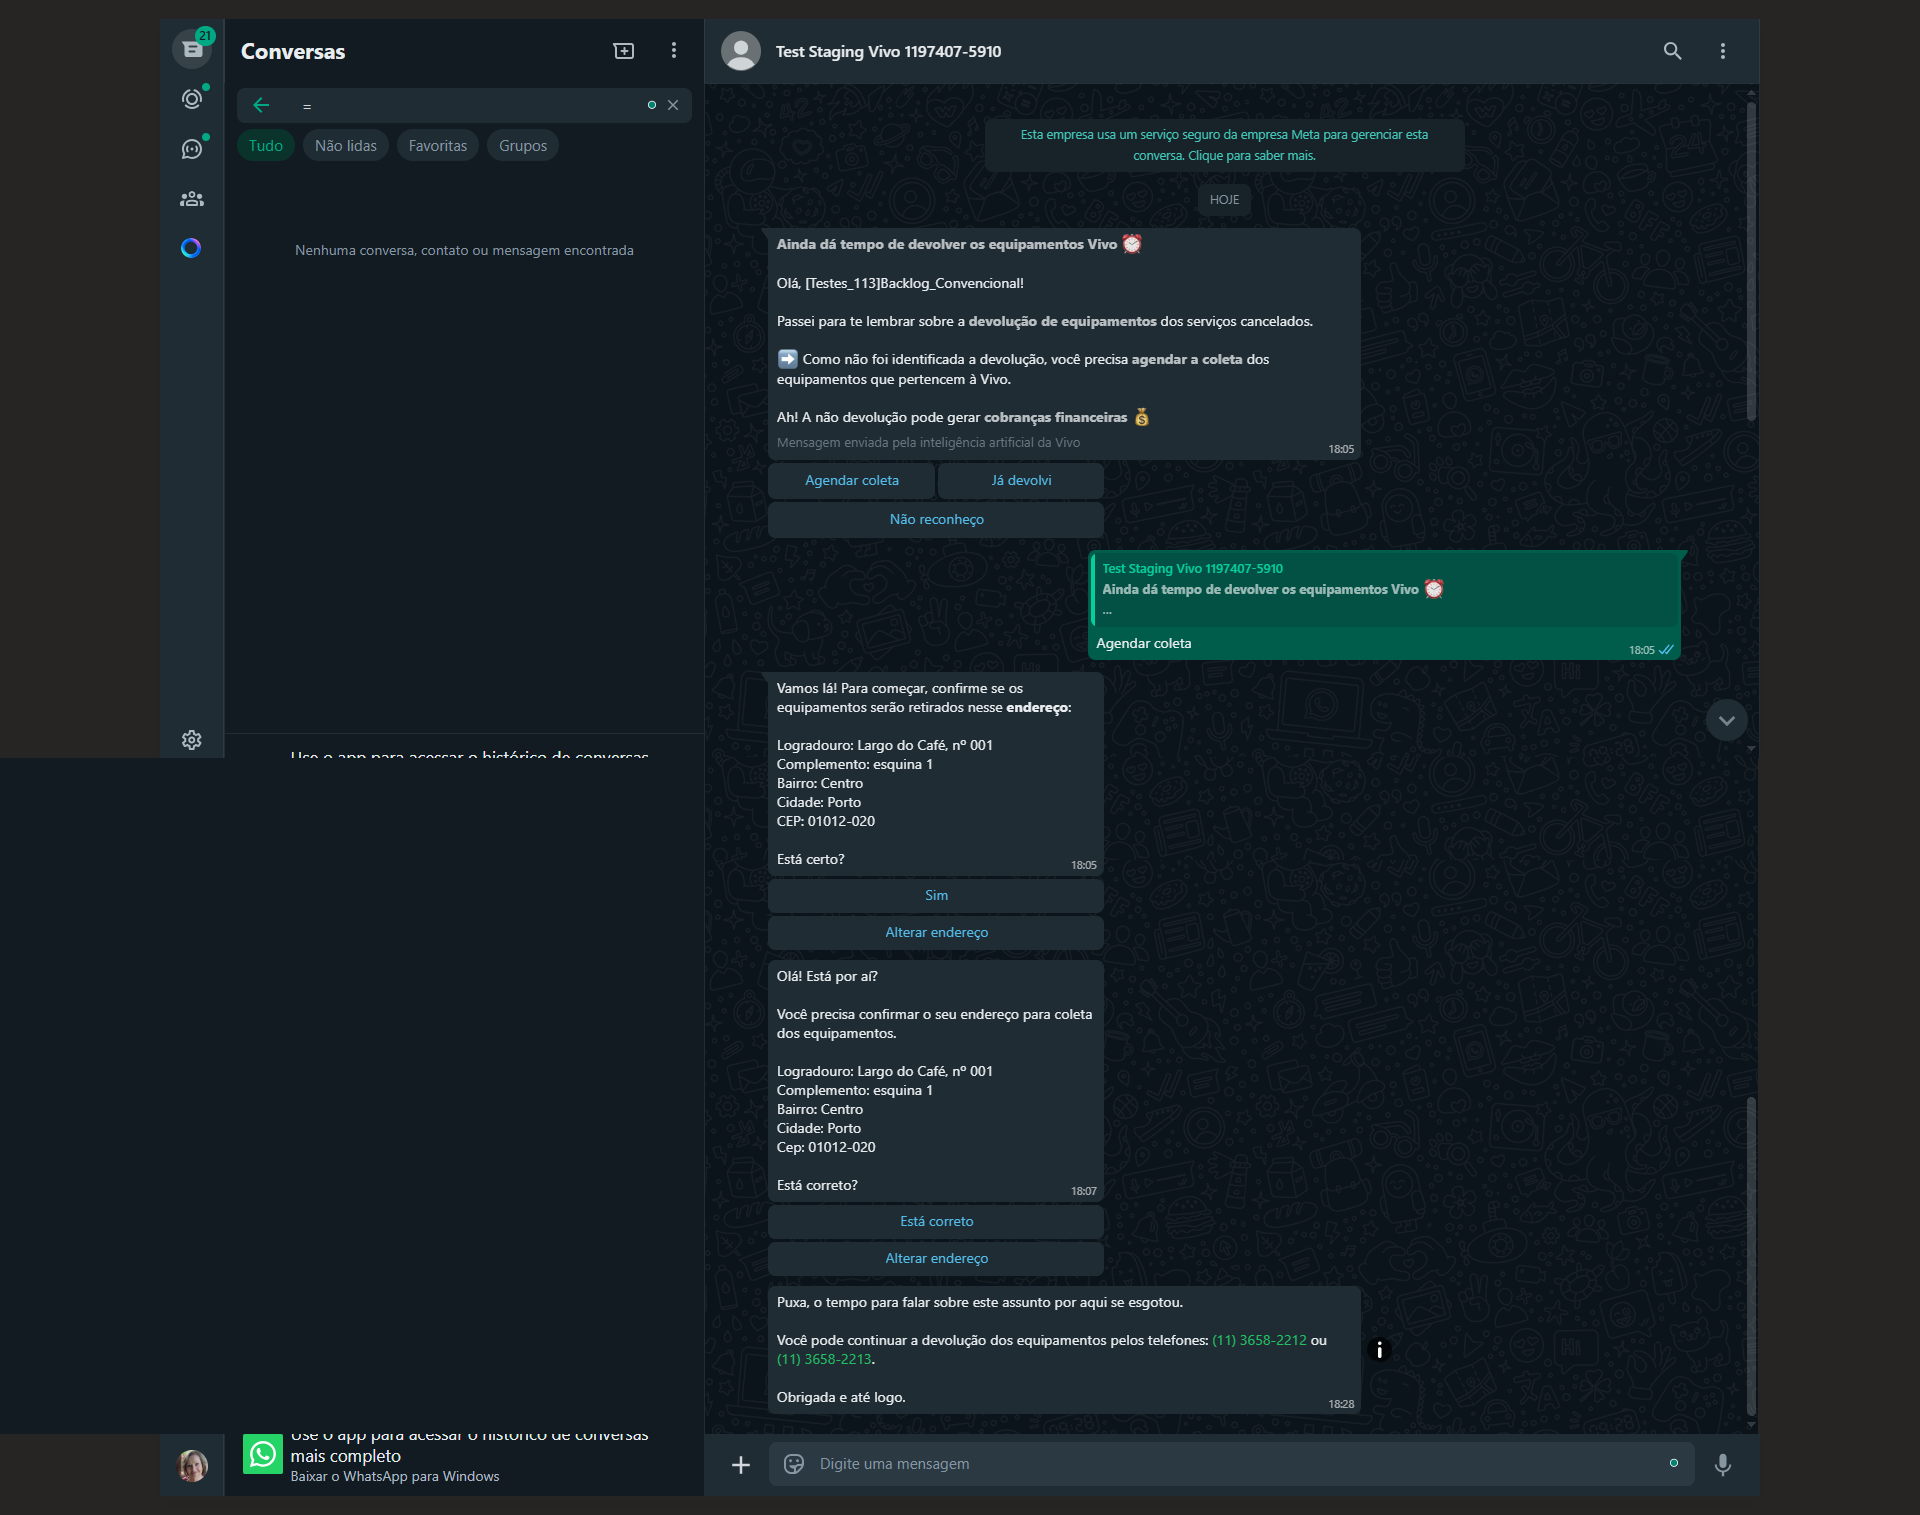 21
Conversas
=
Tudo
Não lidas
Favoritas
Grupos
Nenhuma conversa, contato ou mensagem encontrada
Use o app para acessar o histórico de conversas
Use o app para acessar o histórico de conversas
mais completo
Baixar o WhatsApp para Windows
Test Staging Vivo 1197407-5910
Esta empresa usa um serviço seguro da empresa Meta para gerenciar esta
conversa. Clique para saber mais.
HOJE
Ainda dá tempo de devolver os equipamentos Vivo ⏰
Olá, [Testes_113]Backlog_Convencional!
Passei para te lembrar sobre a devolução de equipamentos dos serviços cancelados.
➡️ Como não foi identificada a devolução, você precisa agendar a coleta dos
equipamentos que pertencem à Vivo.
Ah! A não devolução pode gerar cobranças financeiras 💰
Mensagem enviada pela inteligência artificial da Vivo
18:05
Agendar coleta
Já devolvi
Não reconheço
Test Staging Vivo 1197407-5910
Ainda dá tempo de devolver os equipamentos Vivo ⏰
...
Agendar coleta
18:05
Vamos lá! Para começar, confirme se os
equipamentos serão retirados nesse endereço:
Logradouro: Largo do Café, nº 001
Complemento: esquina 1
Bairro: Centro
Cidade: Porto
CEP: 01012-020
Está certo?
18:05
Sim
Alterar endereço
Olá! Está por aí?
Você precisa confirmar o seu endereço para coleta
dos equipamentos.
Logradouro: Largo do Café, nº 001
Complemento: esquina 1
Bairro: Centro
Cidade: Porto
Cep: 01012-020
Está correto?
18:07
Está correto
Alterar endereço
Puxa, o tempo para falar sobre este assunto por aqui se esgotou.
Você pode continuar a devolução dos equipamentos pelos telefones: (11) 3658-2212 ou
(11) 3658-2213.
Obrigada e até logo.
18:28
Digite uma mensagem